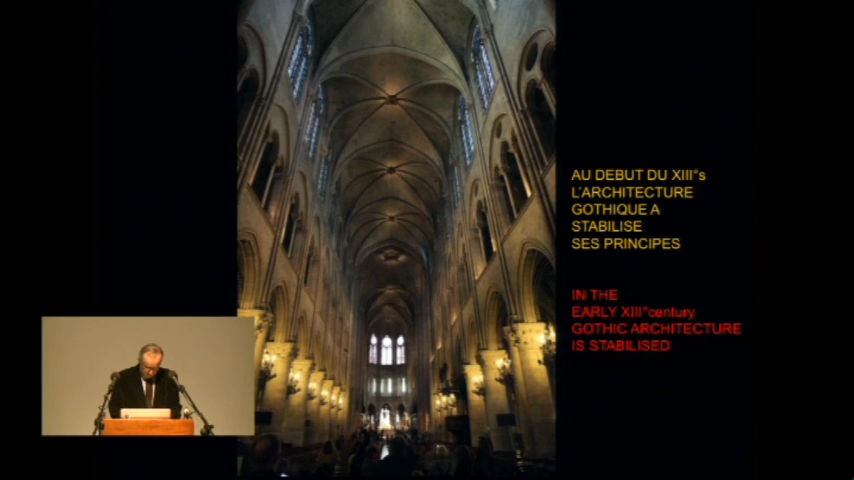 AU DEBUT DU XIII°s
L'ARCHITECTURE
GOTHIQUE A
STABILISE
SES PRINCIPES
IN THE
EARLY XIII°century
GOTHIC ARCHITECTURE
IS STABILISED